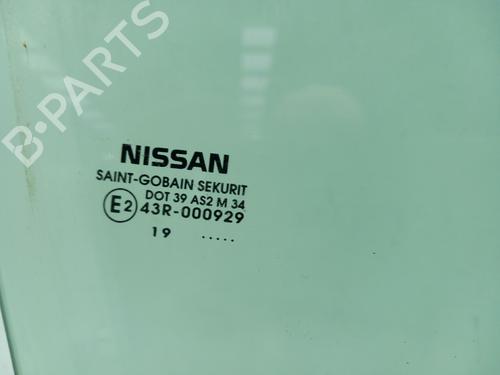 B-PARTS
NISSAN
SAINT-GOBAIN SEKURIT
DOT 39 AS2 M 34
E2 43R-000929
19 .....